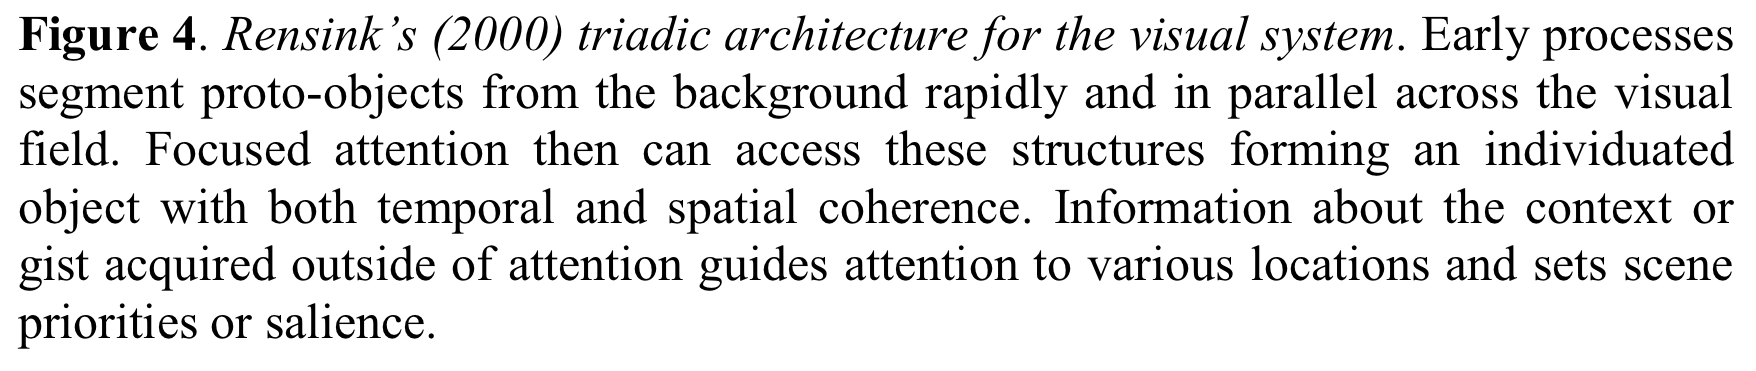 Figure 4. Rensink’s (2000) triadic architecture for the visual system. Early processes
segment proto-objects from the background rapidly and in parallel across the visual
field. Focused attention then can access these structures forming an individuated
object with both temporal and spatial coherence. Information about the context or
gist acquired outside of attention guides attention to various locations and sets scene
priorities or salience.